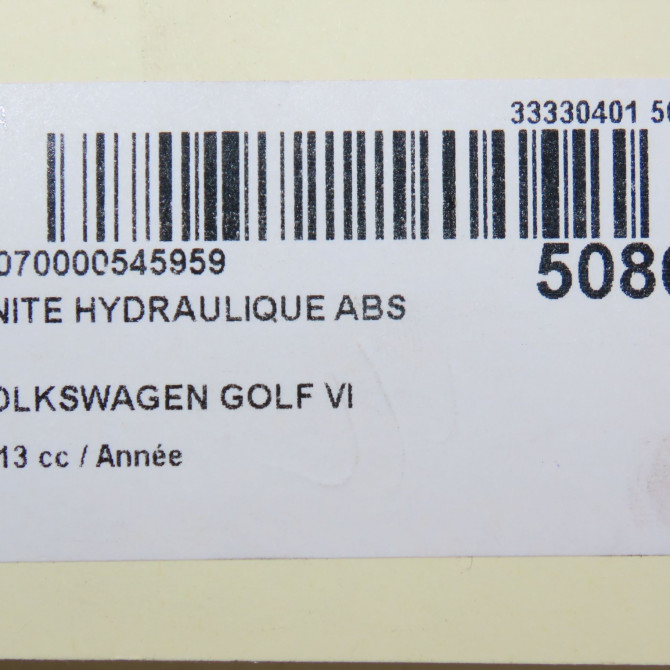 33330401 50
070000545959
5080
NITE HYDRAULIQUE ABS
OLKSWAGEN GOLF VI
13 cc / Année